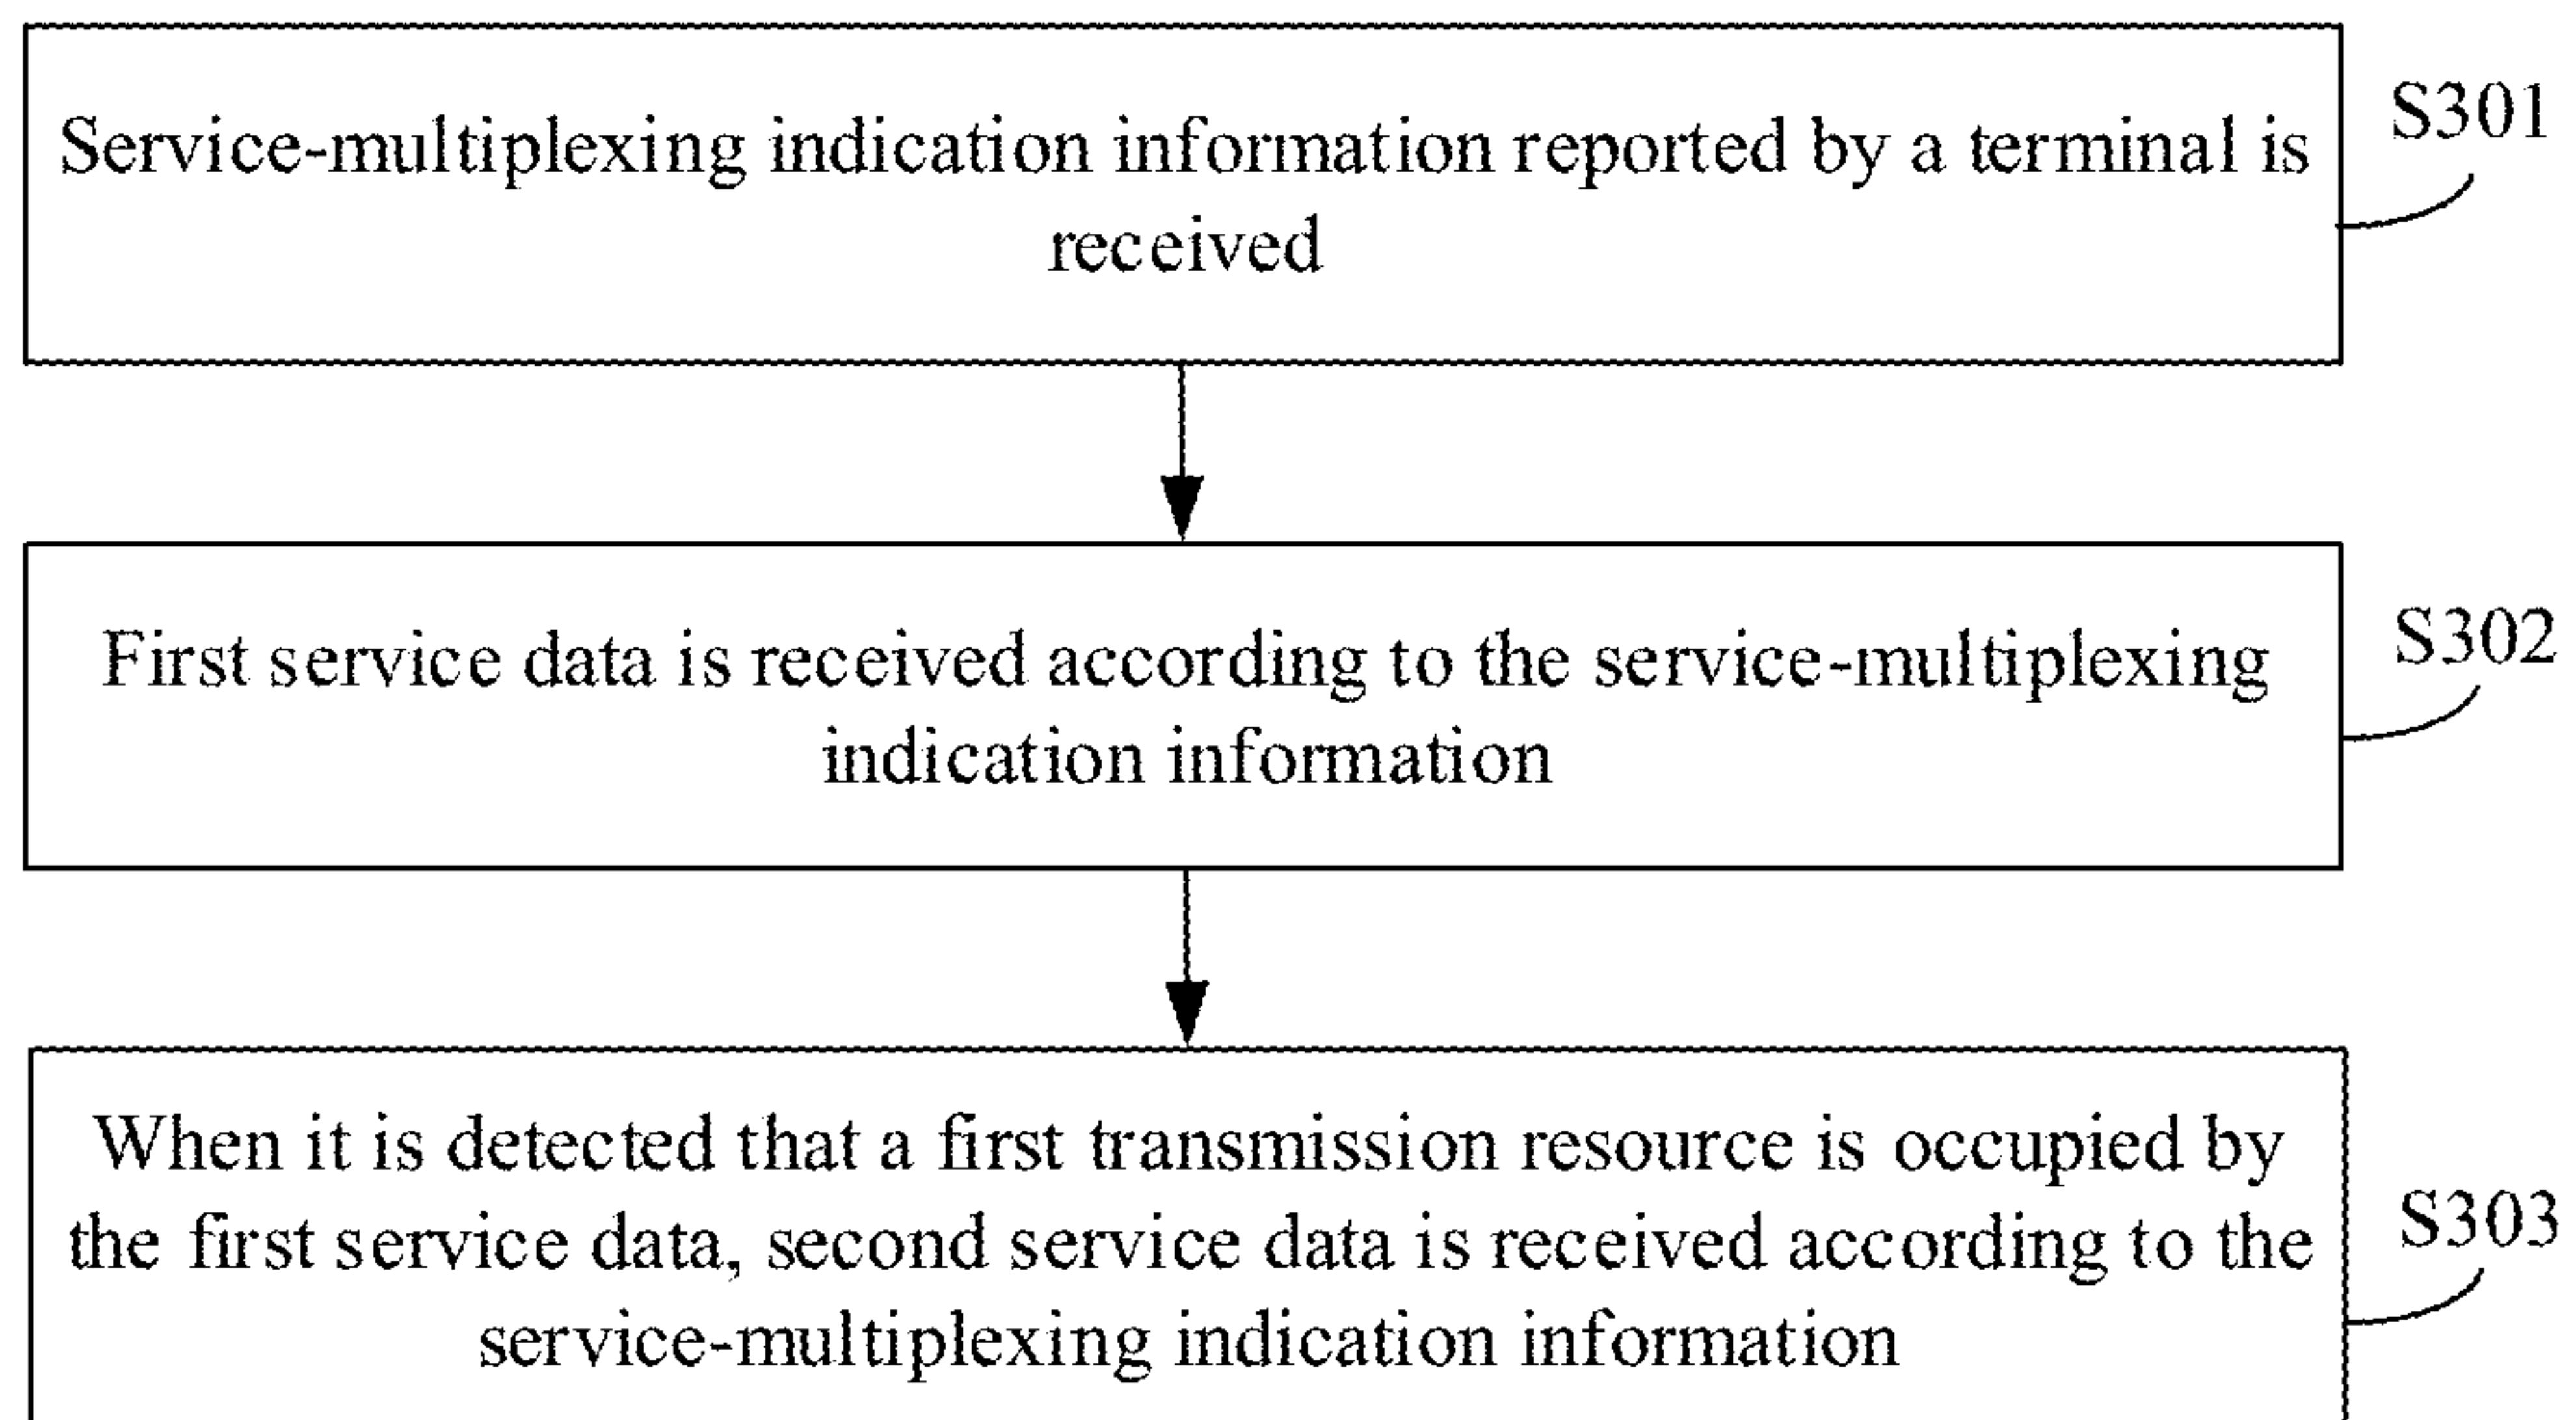 Service-multiplexing indication information reported by a terminal is
received
S301
First service data is received according to the service-multiplexing
indication information
S302
When it is detected that a first transmission resource is occupied by
the first service data, second service data is received according to the
service-multiplexing indication information
S303